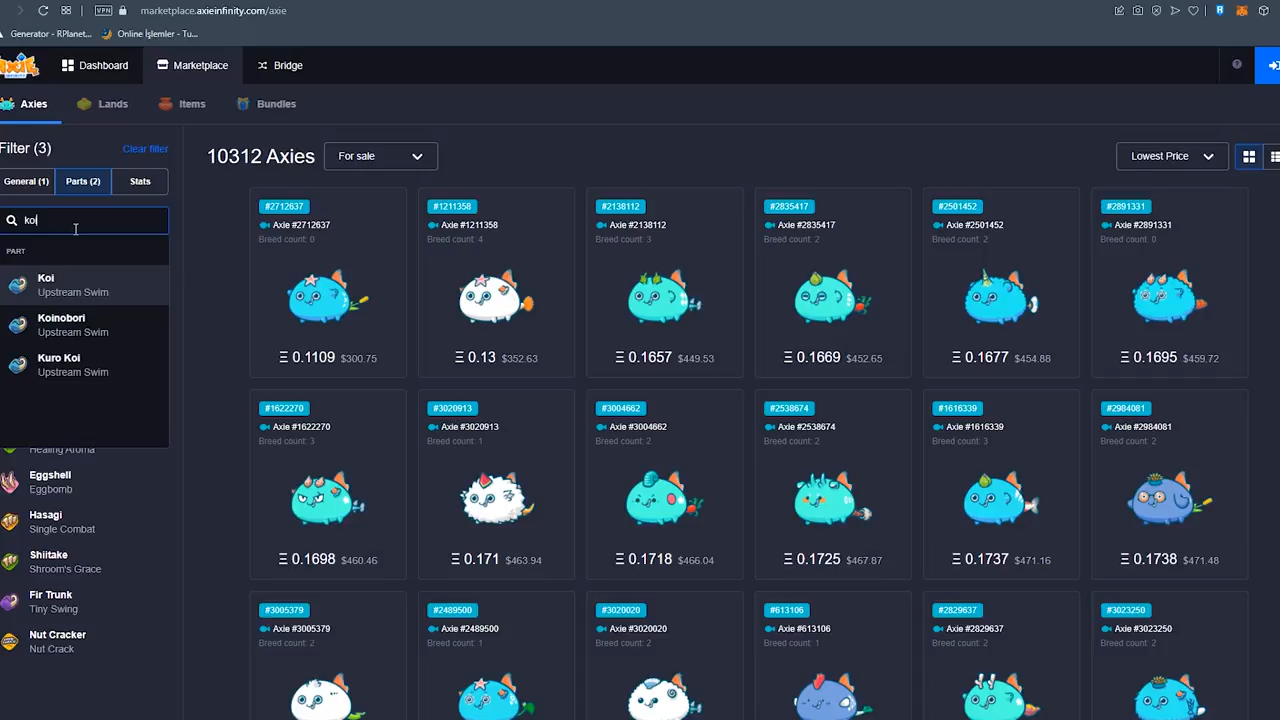 VPN
marketplace.axieinfinity.com/axe
Generator - RPlanet...
Online İşlemler - Tu...
AXIE
INFINITY
Dashboard
Marketplace
Bridge
Axies
Lands
Items
Bundles
Filter (3)
Clear filter
General (1)
Parts (2)
Stats
koi
PART
Koi
Upstream Swim
Koinobori
Upstream Swim
Kuro Koi
Upstream Swim
Healing Aroma
Eggshell
Eggbomb
Hasagi
Single Combat
Shiitake
Shroom's Grace
Fir Trunk
Tiny Swing
Nut Cracker
Nut Crack
10312 Axies
For sale
Lowest Price
#2712637
Axie #2712637
Breed count: 0
Ξ 0.1109 $300.75
#1211358
Axie #1211358
Breed count: 4
Ξ 0.13 $352.63
#2138112
Axie #2138112
Breed count: 3
Ξ 0.1657 $449.53
#2835417
Axie #2835417
Breed count: 2
Ξ 0.1669 $452.65
#2501452
Axie #2501452
Breed count: 2
Ξ 0.1677 $454.88
#2891331
Axie #2891331
Breed count: 0
Ξ 0.1695 $459.72
#1622270
Axie #1622270
Breed count: 3
Ξ 0.1698 $460.46
#3020913
Axie #3020913
Breed count: 1
Ξ 0.171 $463.94
#3004662
Axie #3004662
Breed count: 2
Ξ 0.1718 $466.04
#2538674
Axie #2538674
Breed count: 2
Ξ 0.1725 $467.87
#1616339
Axie #1616339
Breed count: 3
Ξ 0.1737 $471.16
#2984081
Axie #2984081
Breed count: 2
Ξ 0.1738 $471.48
#3005379
Axie #3005379
Breed count: 2
#2489500
Axie #2489500
Breed count: 1
#3020020
Axie #3020020
Breed count: 2
#613106
Axie #613106
Breed count: 1
#2829637
Axie #2829637
Breed count: 2
#3023250
Axie #3023250
Breed count: 2